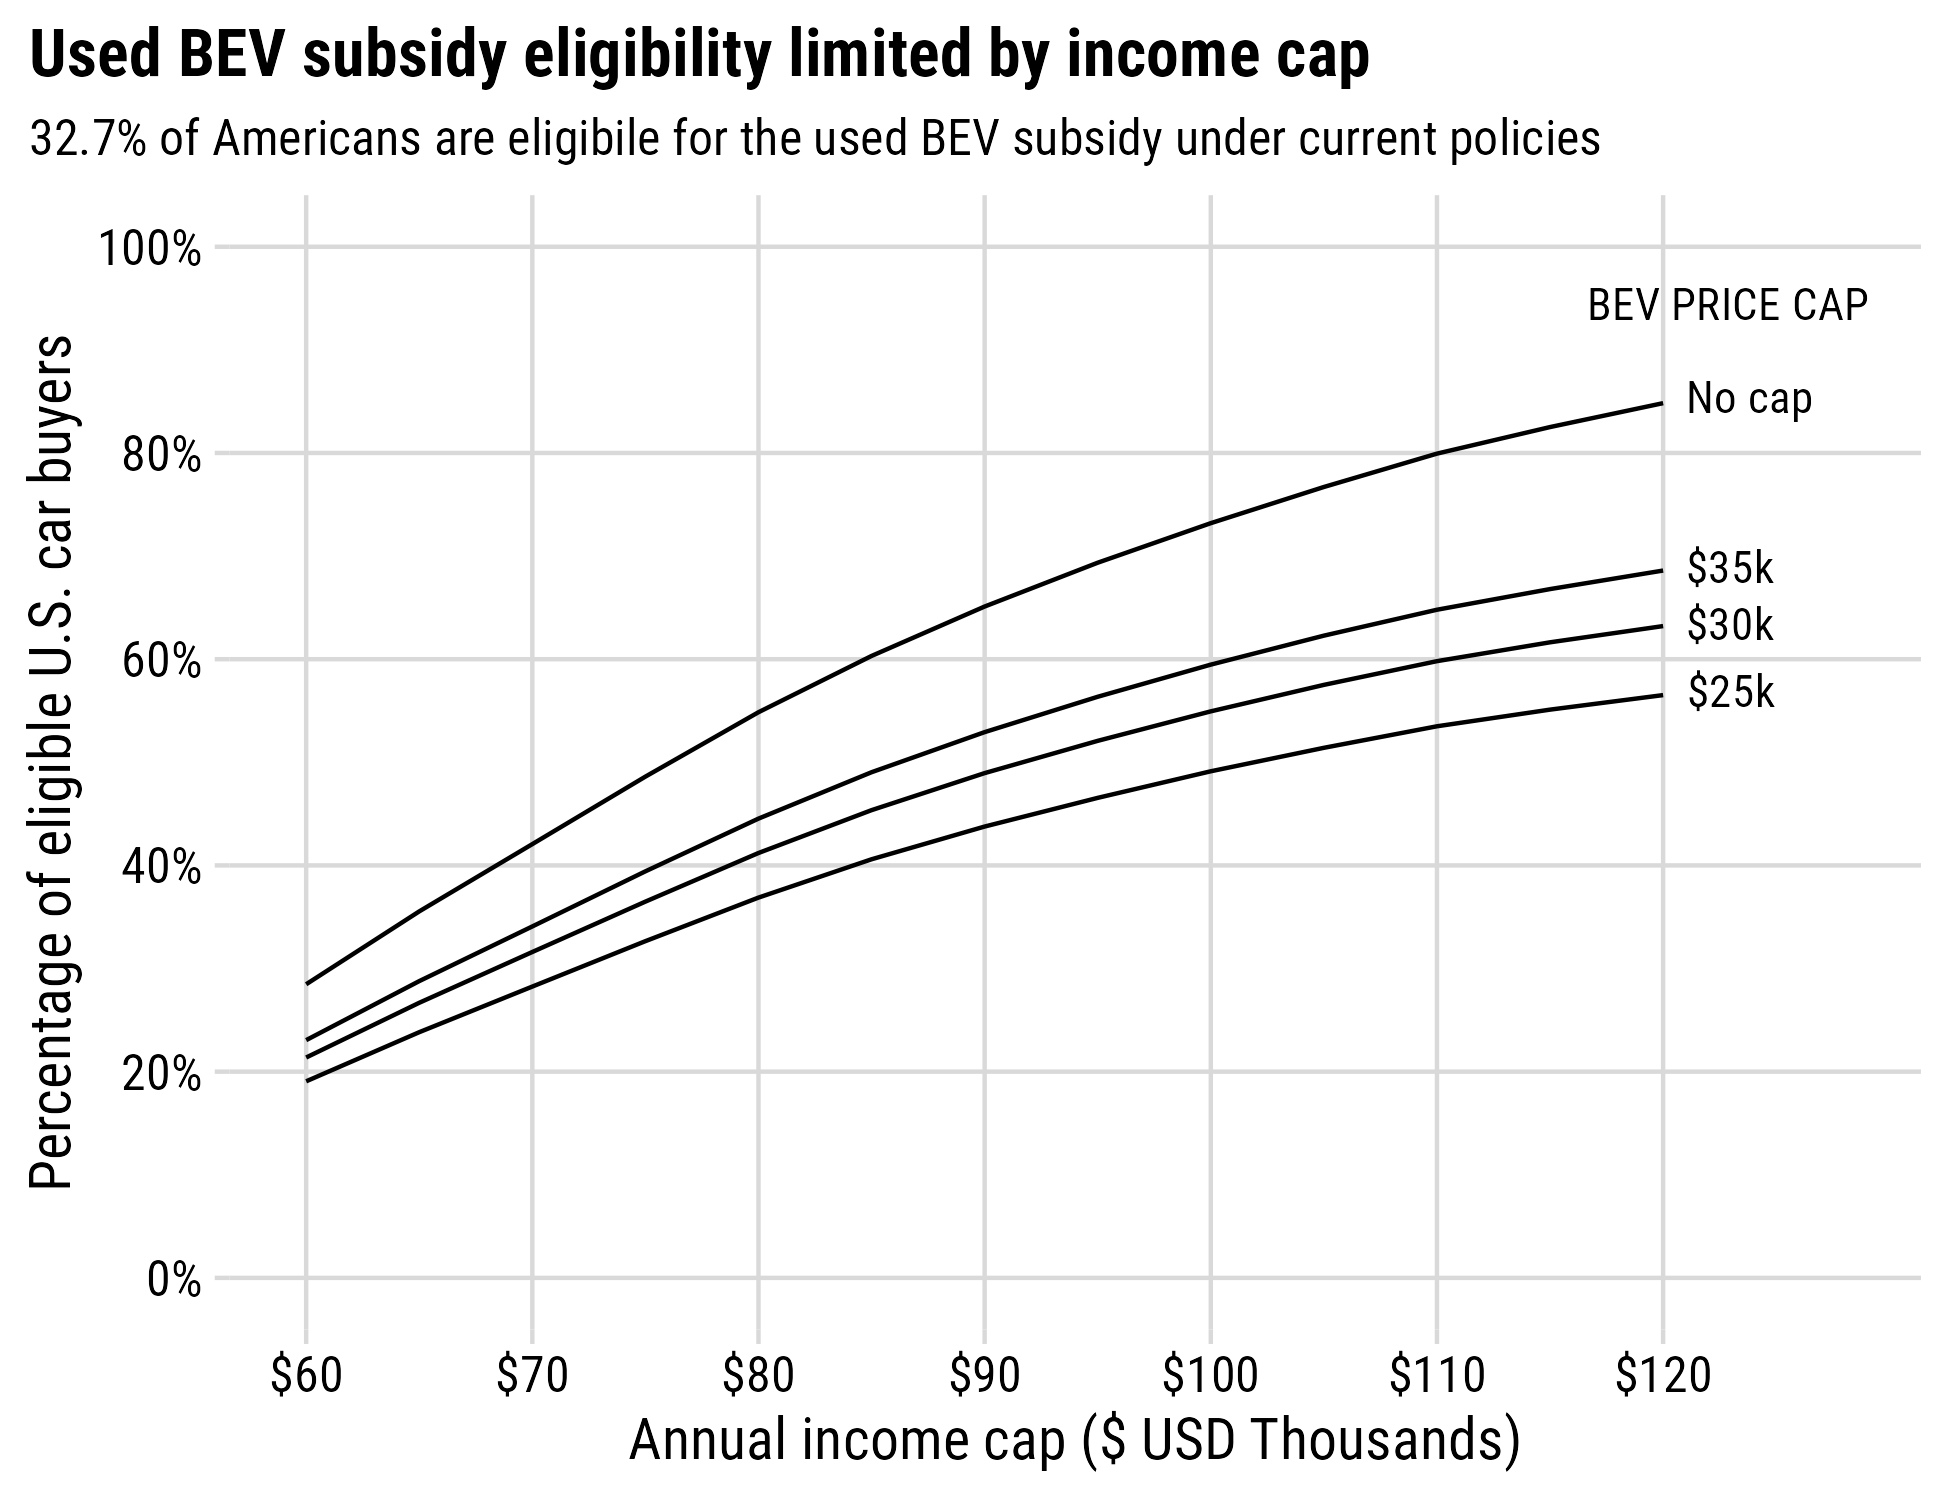 Used BEV subsidy eligibility limited by income cap
32.7% of Americans are eligibile for the used BEV subsidy under current policies
100%
BEV PRICE CAP
Percentage of eligible U.S. car buyers
No cap
80%
$35k
$30k
60%
$25k
40%
20%
0%
$60 $70 $80 $90 $100 $110 $120
Annual income cap ($ USD Thousands)